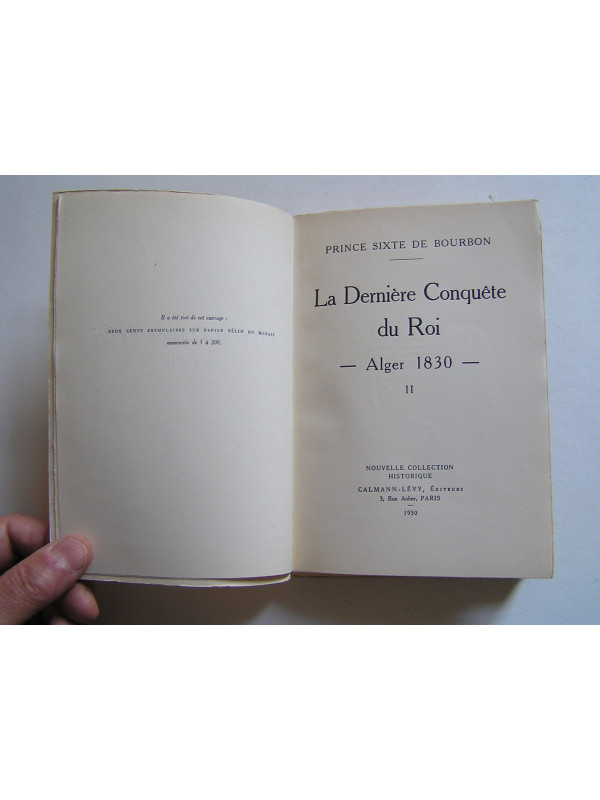 Il a été tiré de cet ouvrage :
DEUX CENTS EXEMPLAIRES SUR PAPIER VÉLIN DU MARAIS
numérotés de 1 à 200.
PRINCE SIXTE DE BOURBON
La Dernière Conquête
du Roi
— Alger 1830 —
II
NOUVELLE COLLECTION
HISTORIQUE
CALMANN-LÉVY, ÉDITEURS
3, Rue Auber, PARIS
1930